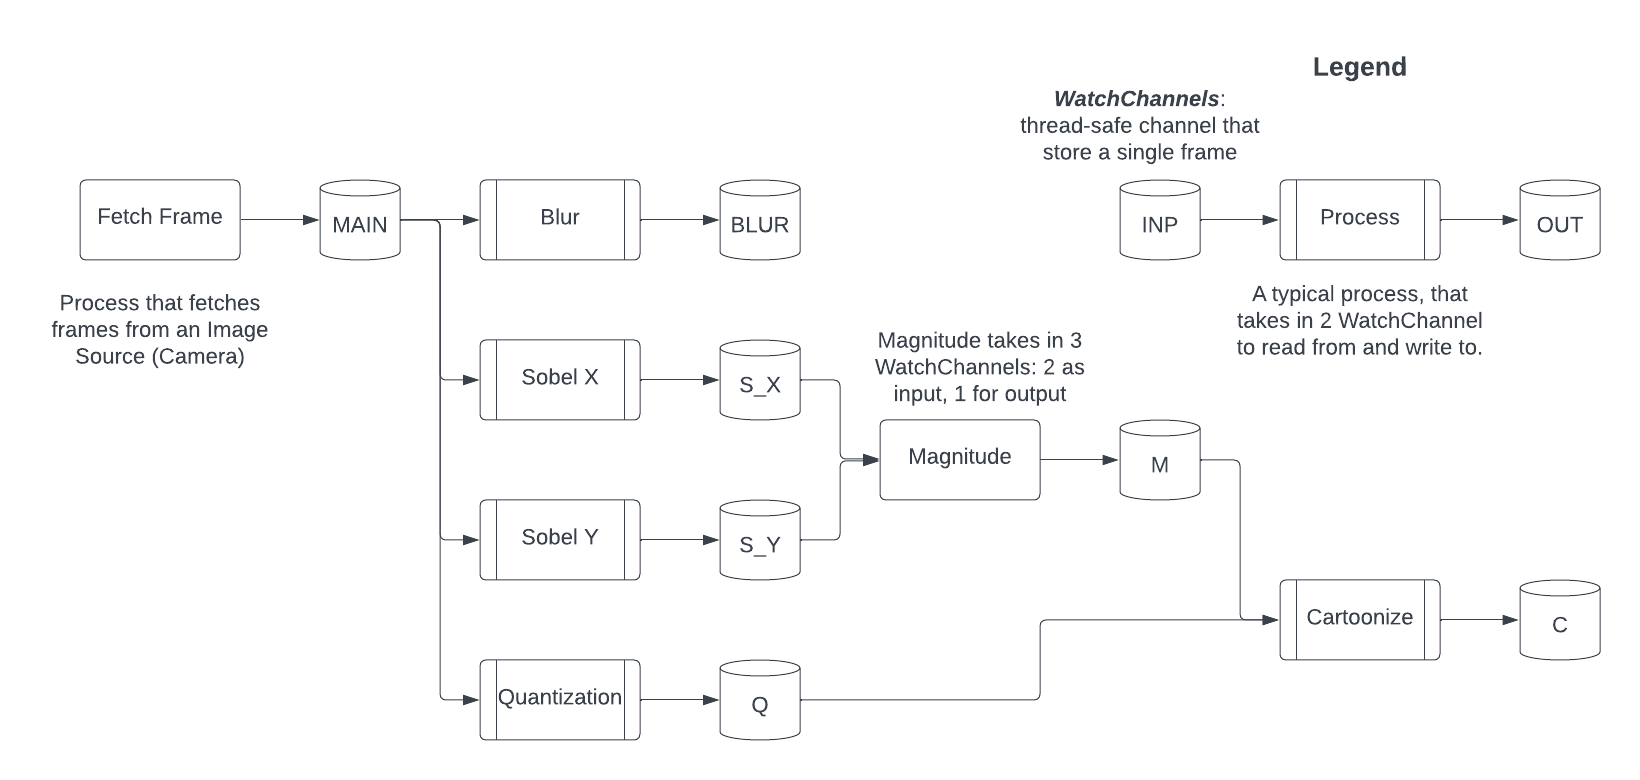 Legend
WatchChannels:
thread-safe channel that
store a single frame
Fetch Frame
MAIN
Blur
BLUR
INP
Process
OUT
Process that fetches
frames from an Image
Source (Camera)
A typical process, that
takes in 2 WatchChannel
to read from and write to.
Magnitude takes in 3
WatchChannels: 2 as
input, 1 for output
Sobel X
S_X
Magnitude
M
Sobel Y
S_Y
Cartoonize
C
Quantization
Q